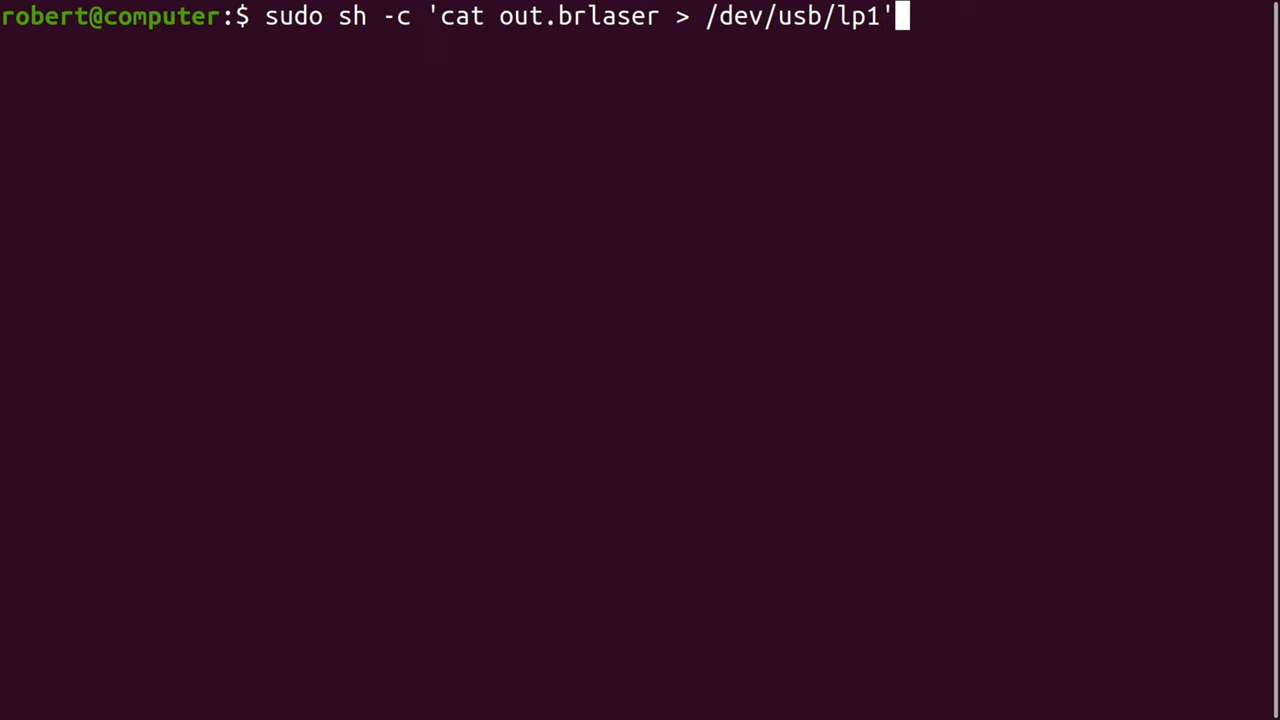 robert@computer:$ sudo sh -c 'cat out.brlaser > /dev/usb/lp1'